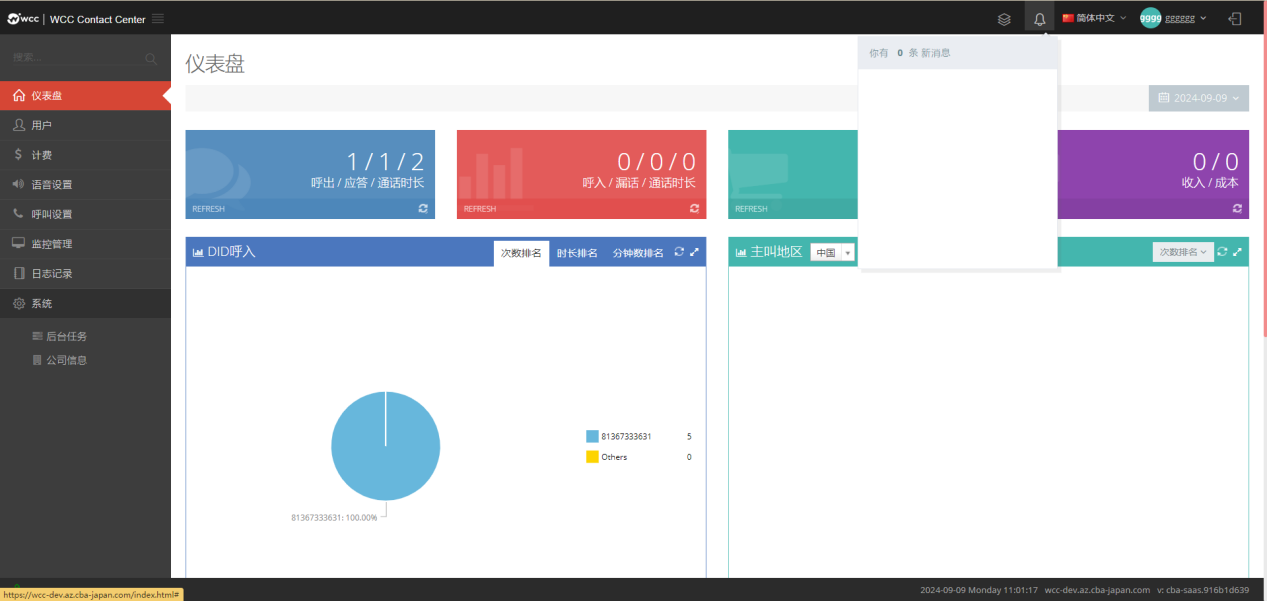 wcc | WCC Contact Center
简体中文
9999 gggggg
搜索...
仪表盘
用户
计费
语音设置
呼叫设置
监控管理
日志记录
系统
后台任务
公司信息
仪表盘
你有 0 条 新消息
2024-09-09
1 / 1 / 2
呼出 / 应答 / 通话时长
REFRESH
0 / 0 / 0
呼入 / 漏话 / 通话时长
REFRESH
REFRESH
0 / 0
收入 / 成本
DID呼入
次数排名 时长排名 分钟数排名
主叫地区 中国
次数排名
81367333631 5
Others 0
81367333631: 100.00%
https://wcc-dev.az.cba-japan.com/index.html#
2024-09-09 Monday 11:01:17 wcc-dev.az.cba-japan.com v: cba-saas.916b1d639